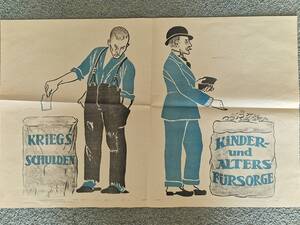 KRIEGS
SCHULDEN
KINDER-
und
ALTERS
FÜRSORGE